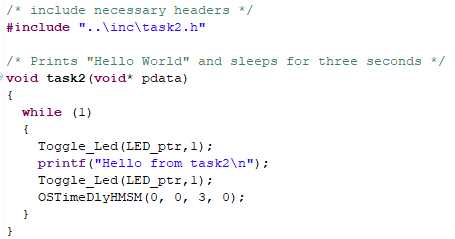 /* include necessary headers */
#include "..\inc\task2.h"
/* Prints "Hello World" and sleeps for three seconds */
void task2(void* pdata)
{
while (1)
{
Toggle_Led(LED_ptr,1);
printf("Hello from task2\n");
Toggle_Led(LED_ptr,1);
OSTimeDlyHMSM(0, 0, 3, 0);
}
}